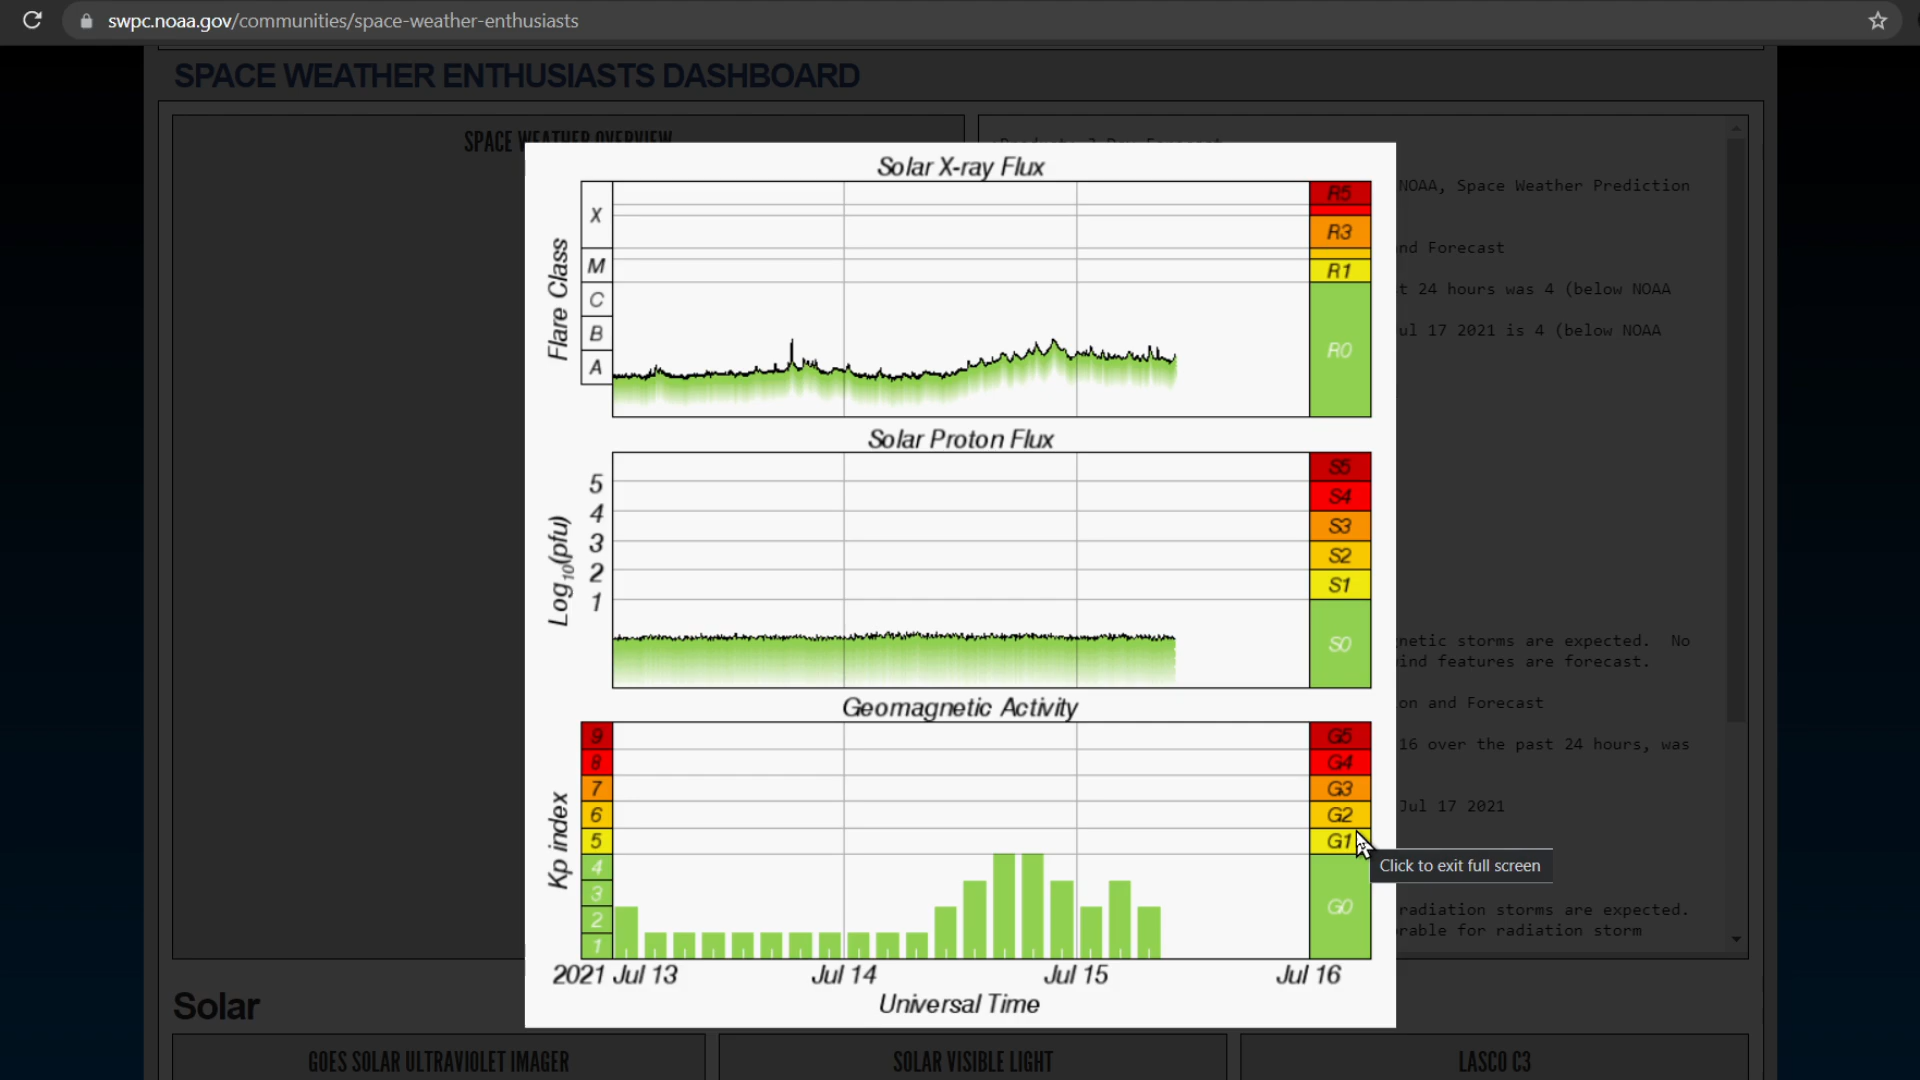 swpc.noaa.gov/communities/space-weather-enthusiasts
SPACE WEATHER ENTHUSIASTS DASHBOARD
SPACE WEATHER OVERVIEW
NOAA, Space Weather Prediction
nd Forecast
t 24 hours was 4 (below NOAA
ul 17 2021 is 4 (below NOAA
netic storms are expected. No
ind features are forecast.
on and Forecast
16 over the past 24 hours, was
Jul 17 2021
radiation storms are expected.
rable for radiation storm
Solar X-ray Flux
Flare Class
X
M
C
B
A
R5
R3
R1
R0
Solar Proton Flux
Log10(pfu)
5
4
3
2
1
S5
S4
S3
S2
S1
S0
Geomagnetic Activity
Kp index
9
8
7
6
5
4
3
2
1
G5
G4
G3
G2
G1
G0
Click to exit full screen
2021 Jul 13 Jul 14 Jul 15 Jul 16
Universal Time
Solar
GOES SOLAR ULTRAVIOLET IMAGER
SOLAR VISIBLE LIGHT
LASCO C3